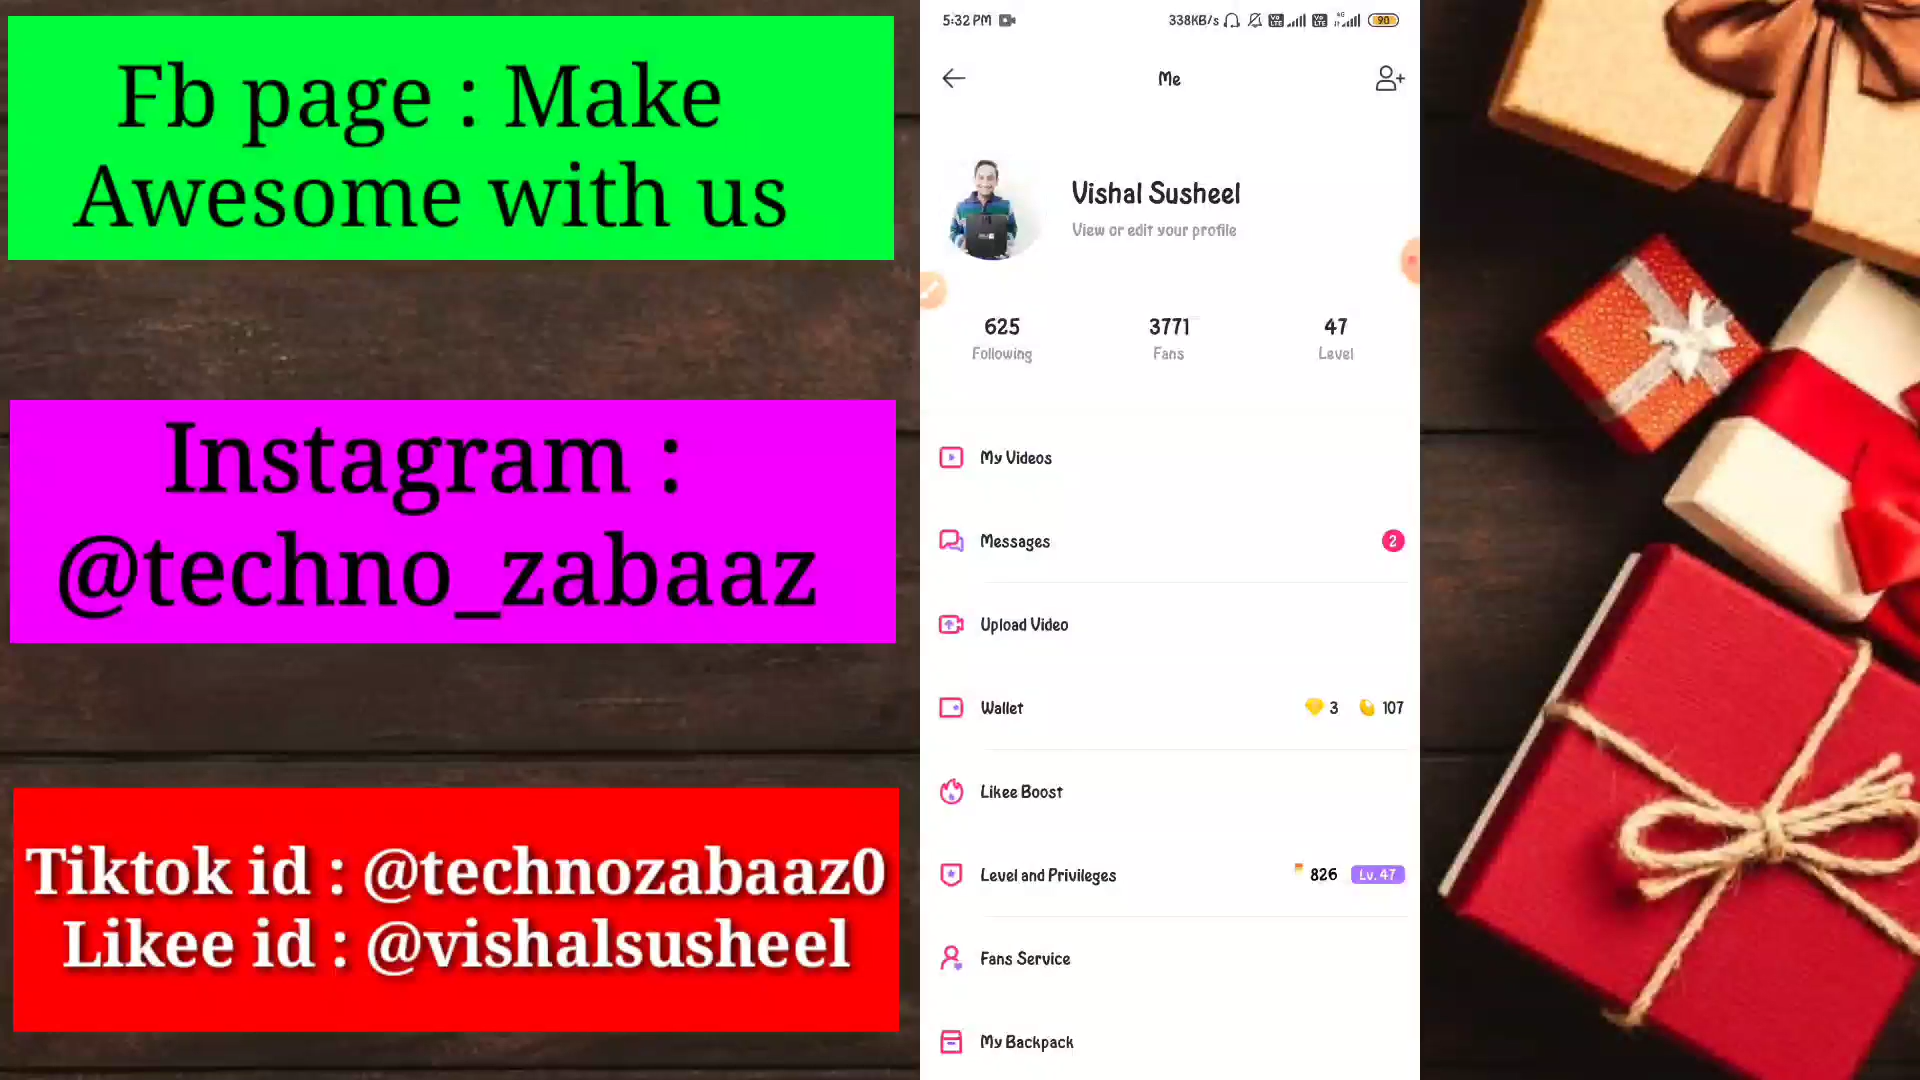 Fb page : Make
Awesome with us
Instagram :
@techno_zabaaz
Tiktok id : @technozabaaz0
Likee id : @vishalsusheel
5:32 PM 338KB/s 4G 90
Me
Vishal Susheel
View or edit your profile
625 3771 47
Following Fans Level
My Videos
Messages 2
Upload Video
Wallet 3 107
Likee Boost
Level and Privileges 826 Lv. 47
Fans Service
My Backpack